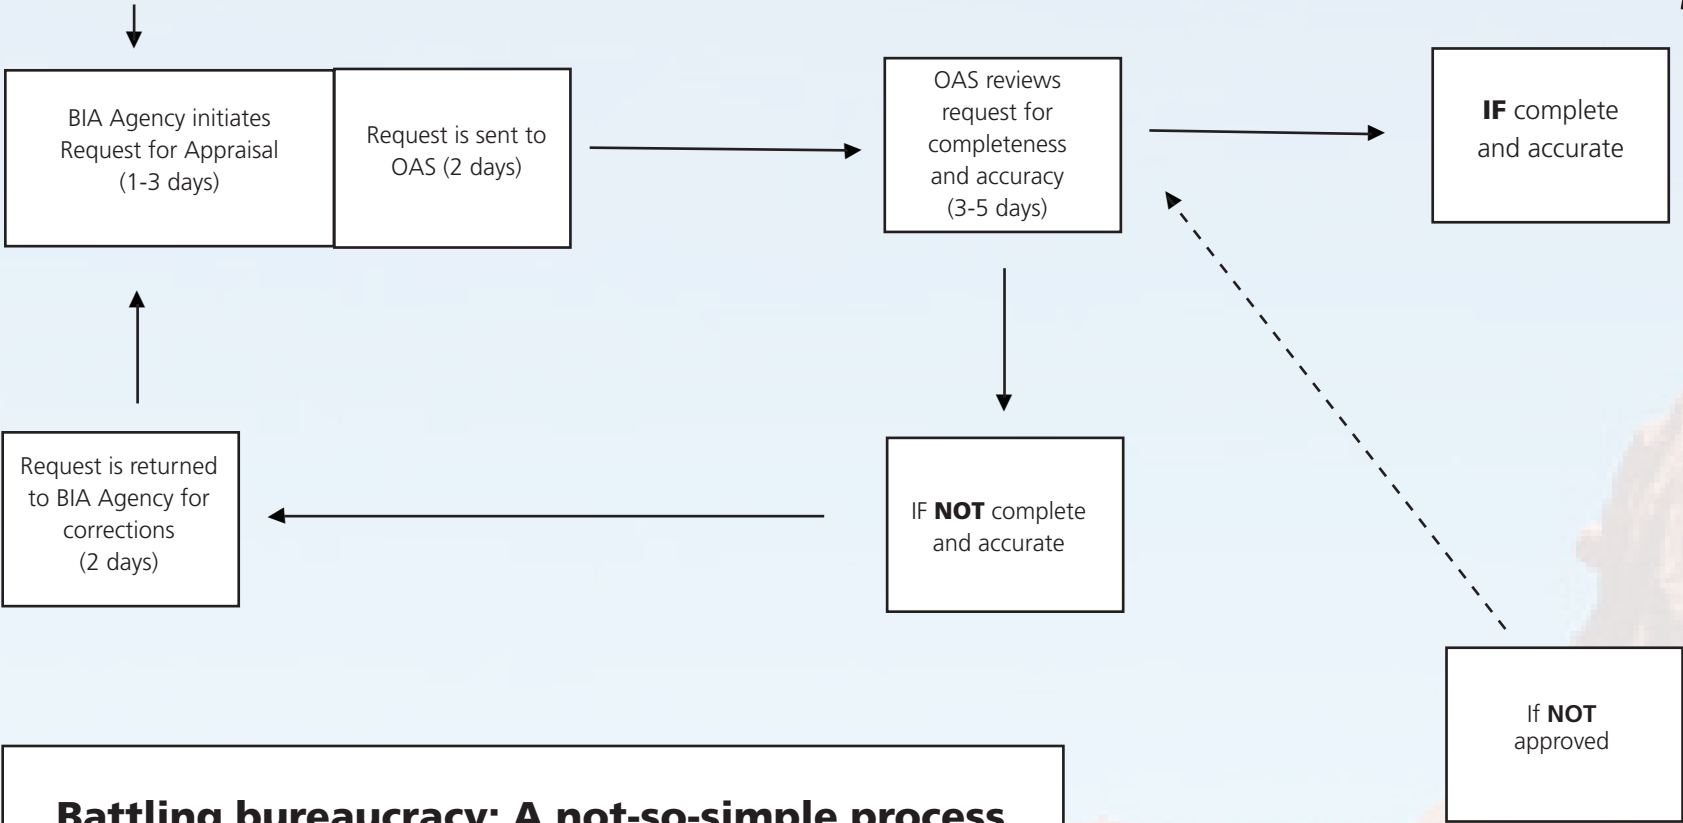 BIA Agency initiates
Request for Appraisal
(1-3 days)
Request is sent to
OAS (2 days)
OAS reviews
request for
completeness
and accuracy
(3-5 days)
IF complete
and accurate
Request is returned
to BIA Agency for
corrections
(2 days)
IF NOT complete
and accurate
If NOT
approved
Battling bureaucracy: A not-so-simple process